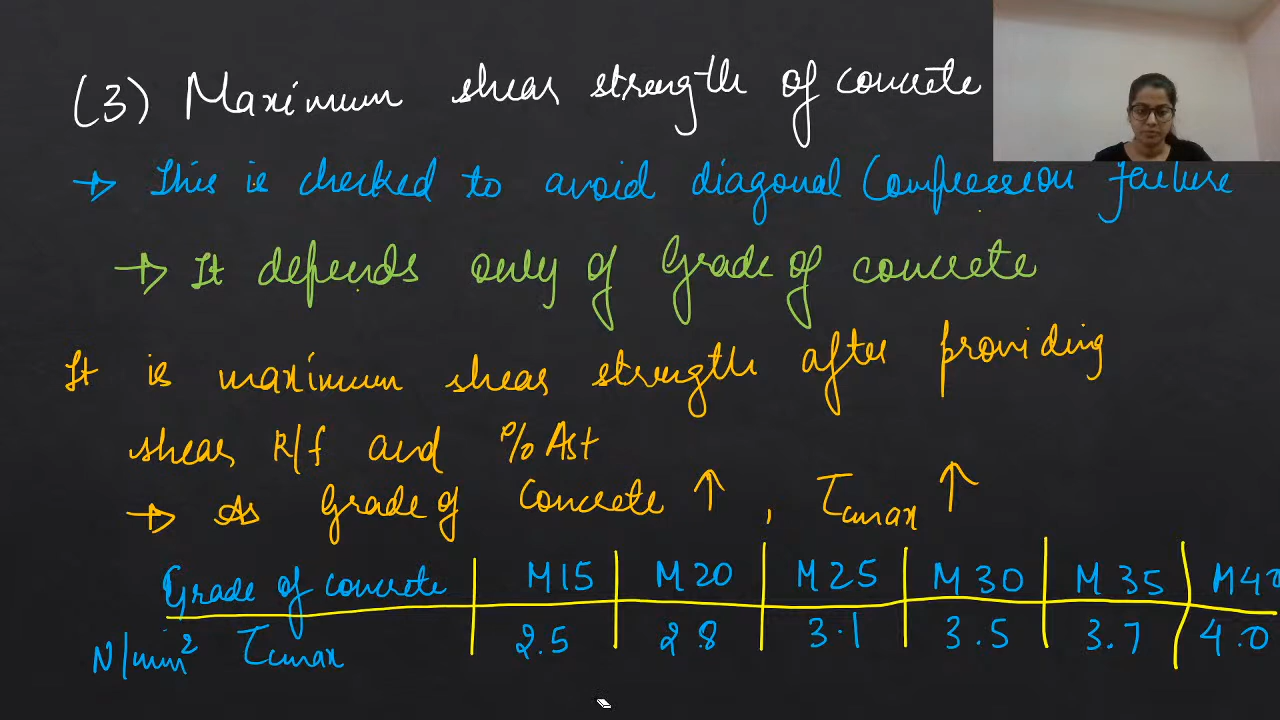 (3) Maximum shear strength of concrete
→ This is checked to avoid diagonal Compression failure
→ It depends only of Grade of concrete
It is maximum shear strength after providing
shear R/f and % Ast
→ As Grade of Concrete ↑, τcmax ↑
Grade of concrete | M15 | M20 | M25 | M30 | M35 | M40
N/mm² τcmax | 2.5 | 2.8 | 3.1 | 3.5 | 3.7 | 4.0